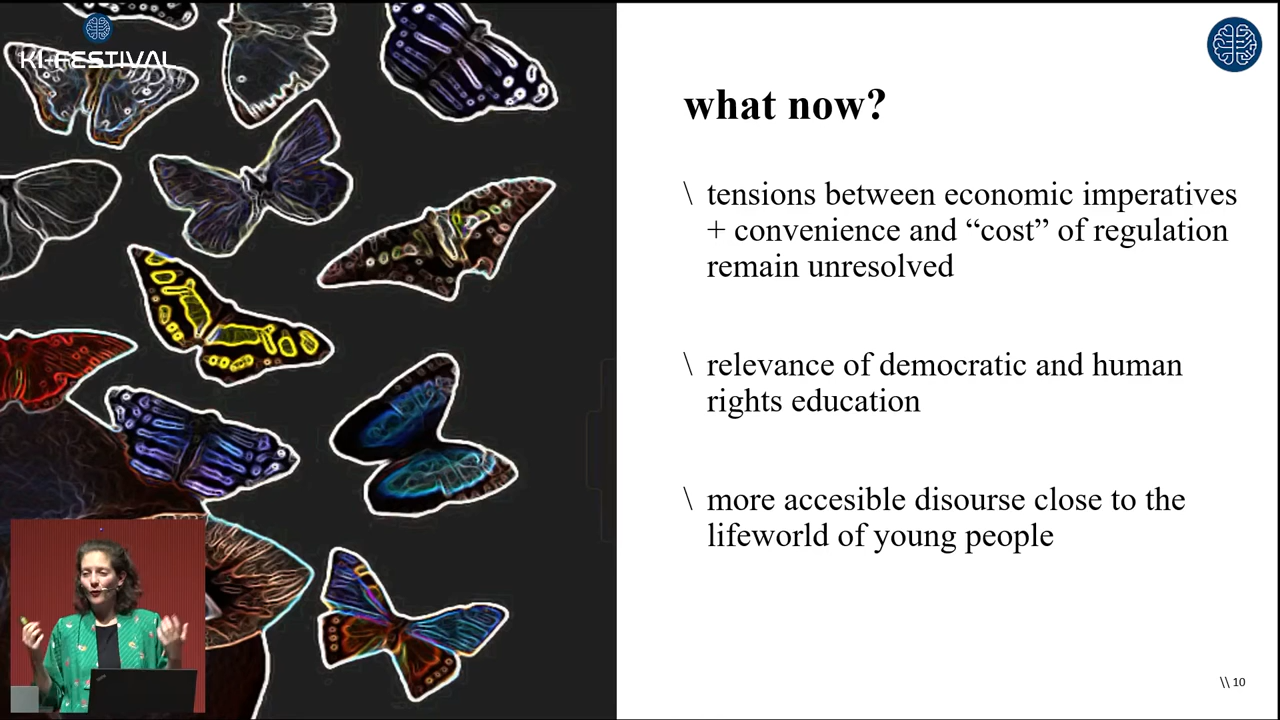 KI-FESTIVAL
what now?
\ tensions between economic imperatives
+ convenience and “cost” of regulation
remain unresolved
\ relevance of democratic and human
rights education
\ more accesible disourse close to the
lifeworld of young people
\\ 10